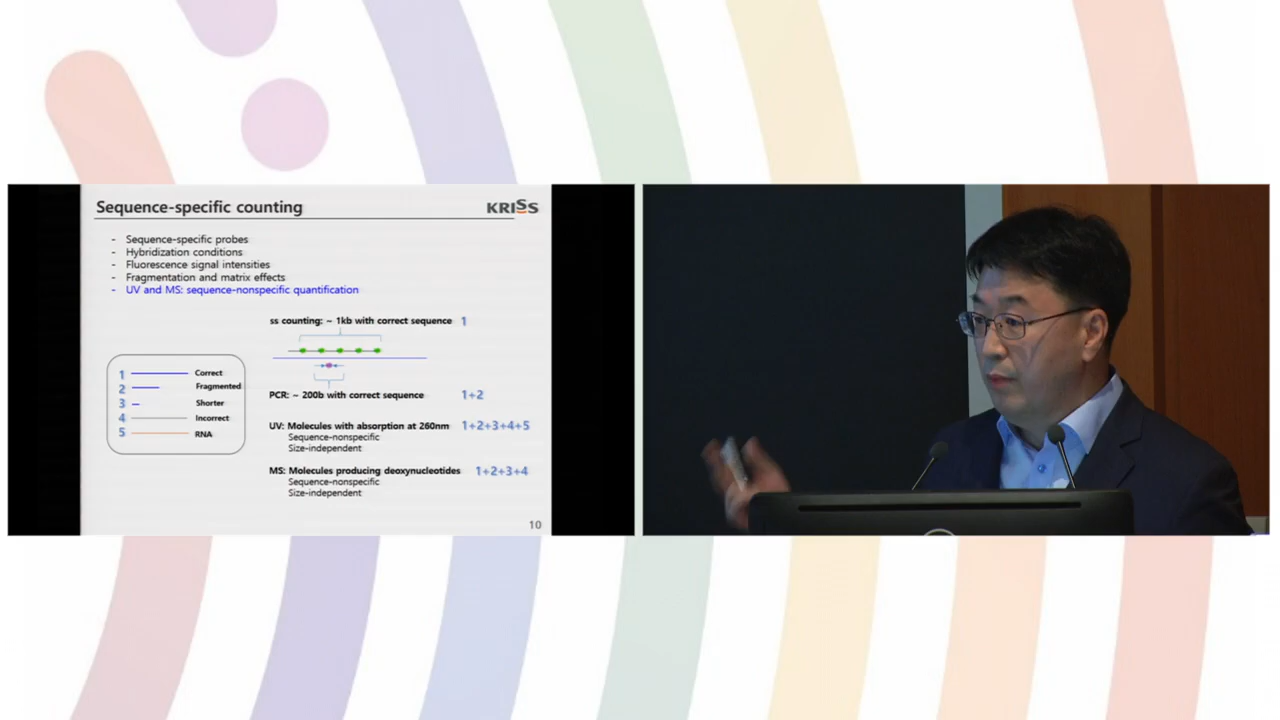 Sequence-specific counting
KRISS
- Sequence-specific probes
- Hybridization conditions
- Fluorescence signal intensities
- Fragmentation and matrix effects
- UV and MS: sequence-nonspecific quantification
ss counting: ~ 1kb with correct sequence 1
1 Correct
2 Fragmented
3 Shorter
4 Incorrect
5 RNA
PCR: ~ 200b with correct sequence 1+2
UV: Molecules with absorption at 260nm 1+2+3+4+5
Sequence-nonspecific
Size-independent
MS: Molecules producing deoxynucleotides 1+2+3+4
Sequence-nonspecific
Size-independent
10